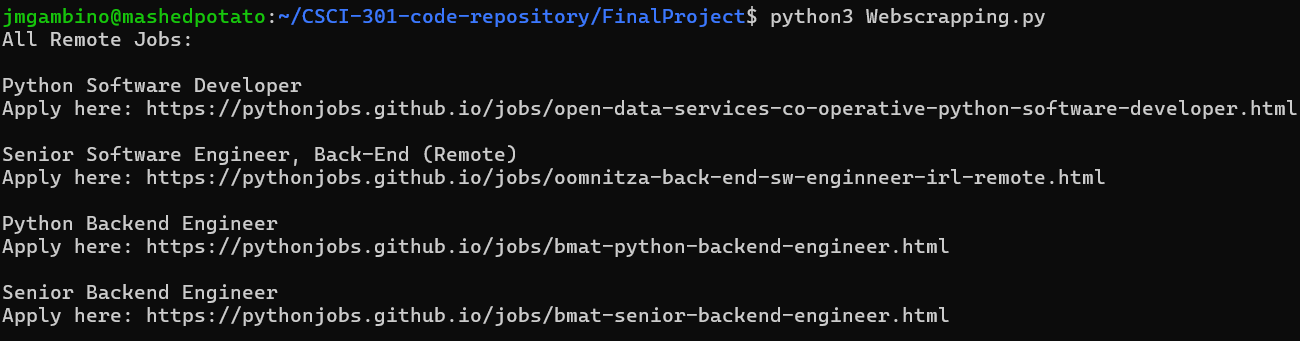 jmgambino@mashedpotato:~/CSCI-301-code-repository/FinalProject$ python3 Webscrapping.py
All Remote Jobs:
Python Software Developer
Apply here: https://pythonjobs.github.io/jobs/open-data-services-co-operative-python-software-developer.html
Senior Software Engineer, Back-End (Remote)
Apply here: https://pythonjobs.github.io/jobs/oomnitza-back-end-sw-enginneer-irl-remote.html
Python Backend Engineer
Apply here: https://pythonjobs.github.io/jobs/bmat-python-backend-engineer.html
Senior Backend Engineer
Apply here: https://pythonjobs.github.io/jobs/bmat-senior-backend-engineer.html